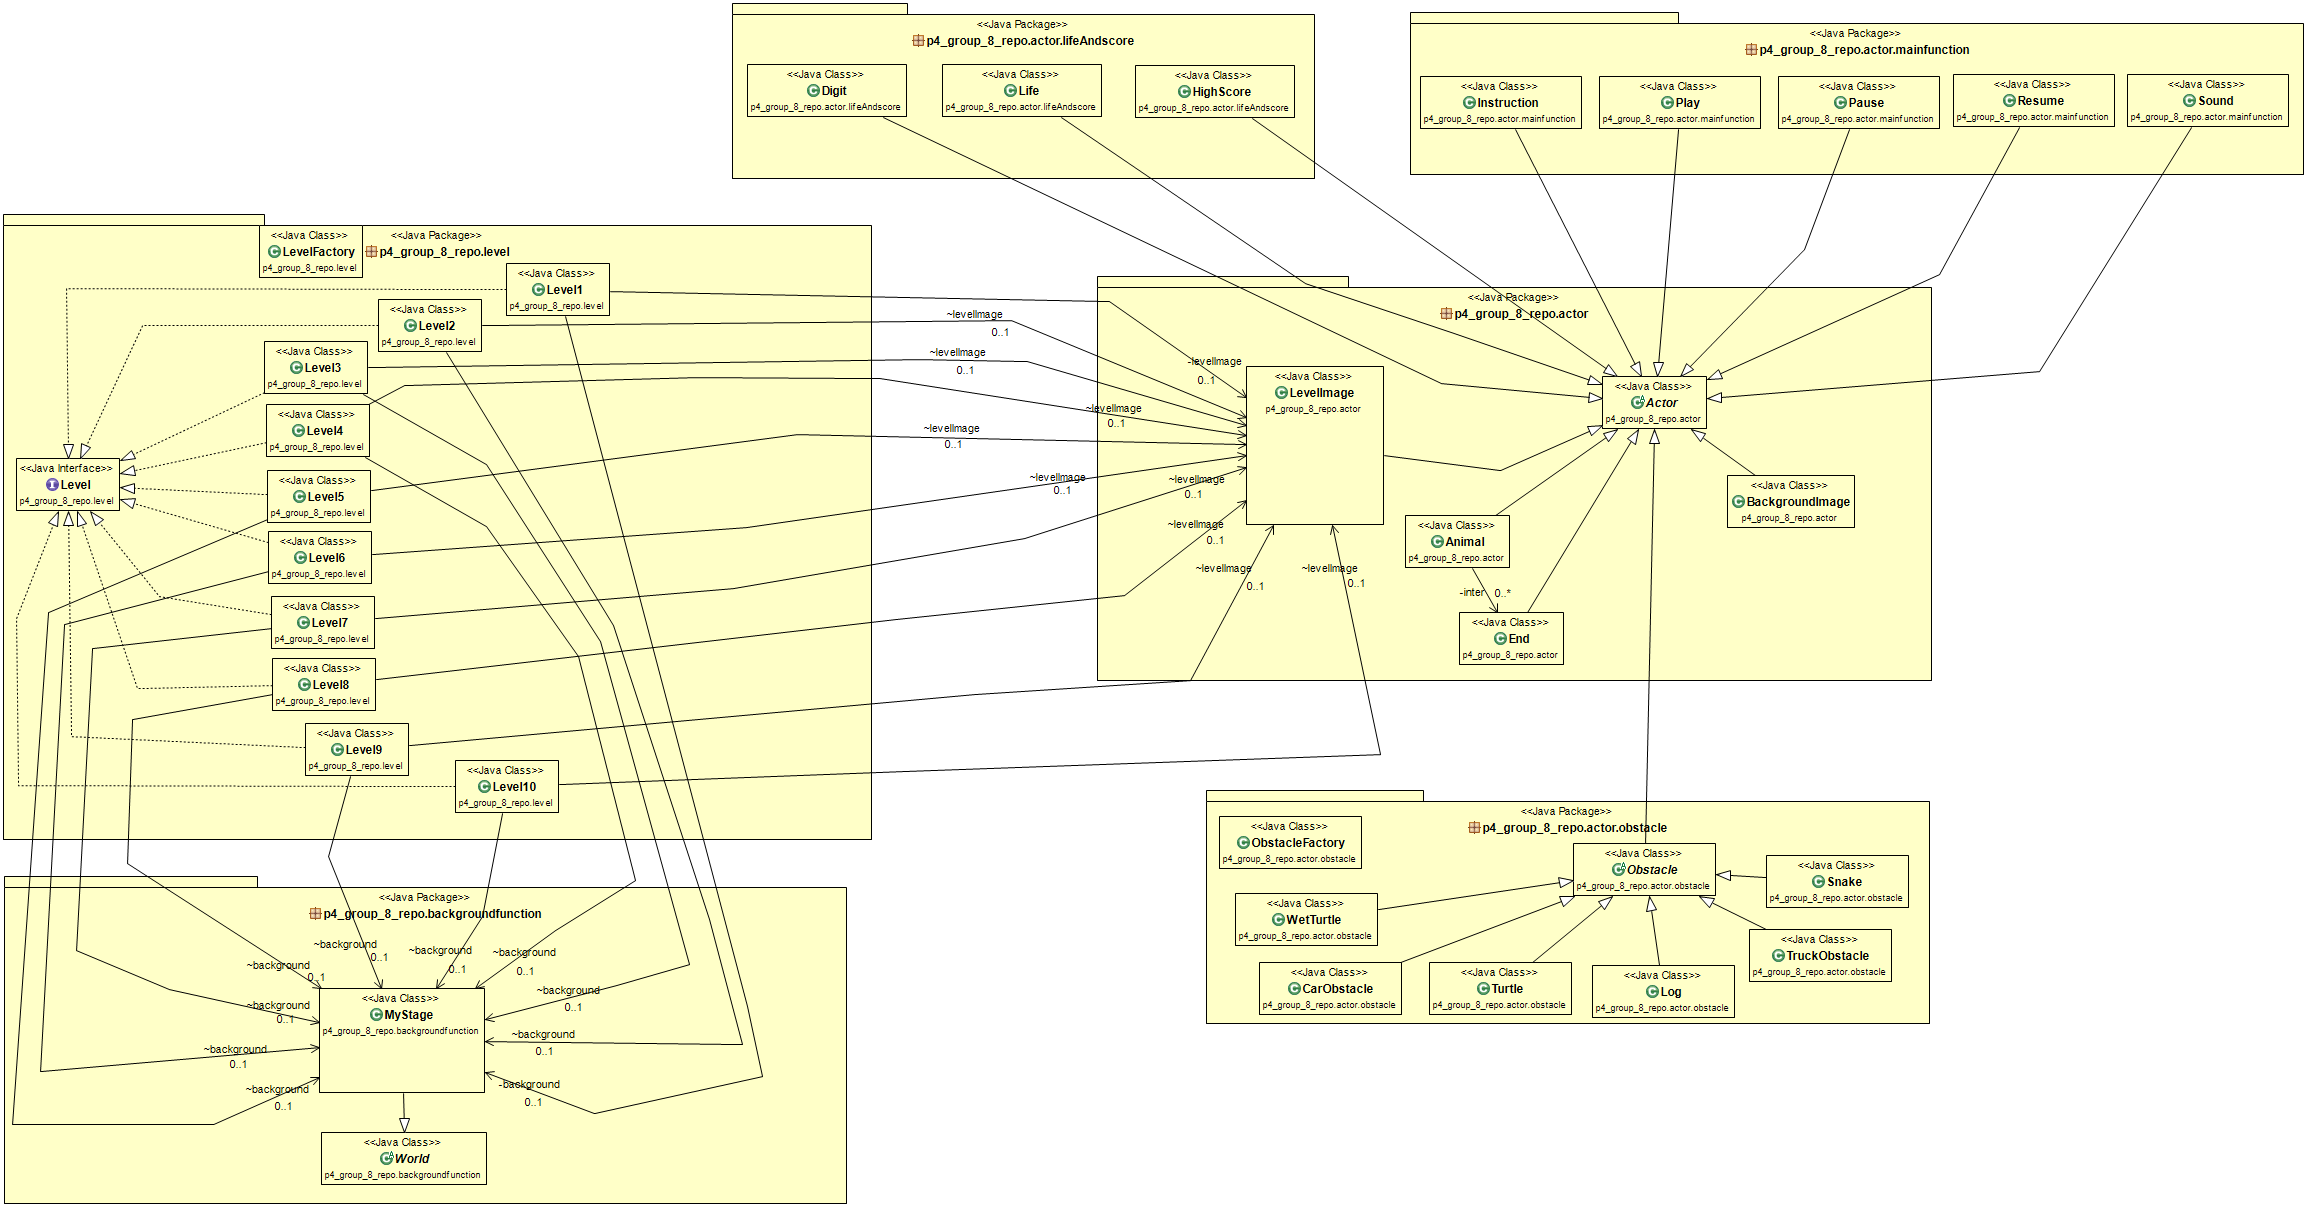 <<Java Package>>
p4_group_8_repo.actor.lifeAndscore
<<Java Class>>
Digit
p4_group_8_repo.actor.lifeAndscore
<<Java Class>>
Life
p4_group_8_repo.actor.lifeAndscore
<<Java Class>>
HighScore
p4_group_8_repo.actor.lifeAndscore
<<Java Package>>
p4_group_8_repo.actor.mainfunction
<<Java Class>>
Instruction
p4_group_8_repo.actor.mainfunction
<<Java Class>>
Play
p4_group_8_repo.actor.mainfunction
<<Java Class>>
Pause
p4_group_8_repo.actor.mainfunction
<<Java Class>>
Resume
p4_group_8_repo.actor.mainfunction
<<Java Class>>
Sound
p4_group_8_repo.actor.mainfunction
<<Java Package>>
p4_group_8_repo.level
<<Java Class>>
LevelFactory
p4_group_8_repo.level
<<Java Class>>
Level1
p4_group_8_repo.level
<<Java Class>>
Level2
p4_group_8_repo.level
<<Java Class>>
Level3
p4_group_8_repo.level
<<Java Class>>
Level4
p4_group_8_repo.level
<<Java Interface>>
Level
p4_group_8_repo.level
<<Java Class>>
Level5
p4_group_8_repo.level
<<Java Class>>
Level6
p4_group_8_repo.level
<<Java Class>>
Level7
p4_group_8_repo.level
<<Java Class>>
Level8
p4_group_8_repo.level
<<Java Class>>
Level9
p4_group_8_repo.level
<<Java Class>>
Level10
p4_group_8_repo.level
~levelImage
0..1
~levelImage
0..1
-levelImage
0..1
~levelImage
0..1
~levelImage
0..1
~levelImage
0..1
~levelImage
0..1
~levelImage
0..1
~levelImage
0..1
~levelImage
0..1
<<Java Package>>
p4_group_8_repo.actor
<<Java Class>>
LevelImage
p4_group_8_repo.actor
<<Java Class>>
Actor
p4_group_8_repo.actor
<<Java Class>>
BackgroundImage
p4_group_8_repo.actor
<<Java Class>>
Animal
p4_group_8_repo.actor
-inter
0..*
<<Java Class>>
End
p4_group_8_repo.actor
<<Java Package>>
p4_group_8_repo.actor.obstacle
<<Java Class>>
ObstacleFactory
p4_group_8_repo.actor.obstacle
<<Java Class>>
Obstacle
p4_group_8_repo.actor.obstacle
<<Java Class>>
Snake
p4_group_8_repo.actor.obstacle
<<Java Class>>
WetTurtle
p4_group_8_repo.actor.obstacle
<<Java Class>>
TruckObstacle
p4_group_8_repo.actor.obstacle
<<Java Class>>
CarObstacle
p4_group_8_repo.actor.obstacle
<<Java Class>>
Turtle
p4_group_8_repo.actor.obstacle
<<Java Class>>
Log
p4_group_8_repo.actor.obstacle
<<Java Package>>
p4_group_8_repo.backgroundfunction
~background
0..1
~background
0..1
~background
0..1
~background
0..1
~background
0..1
~background
0..1
~background
0..1
~background
0..1
~background
0..1
-background
0..1
<<Java Class>>
MyStage
p4_group_8_repo.backgroundfunction
<<Java Class>>
World
p4_group_8_repo.backgroundfunction